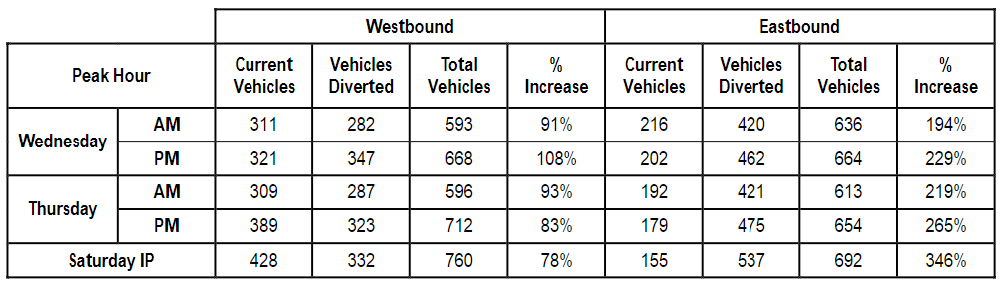 Westbound Eastbound
Peak Hour Current Vehicles Vehicles Diverted Total Vehicles % Increase Current Vehicles Vehicles Diverted Total Vehicles % Increase
Wednesday AM 311 282 593 91% 216 420 636 194%
PM 321 347 668 108% 202 462 664 229%
Thursday AM 309 287 596 93% 192 421 613 219%
PM 389 323 712 83% 179 475 654 265%
Saturday IP 428 332 760 78% 155 537 692 346%